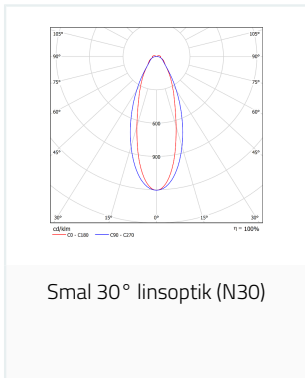 105° 105°
90° 90°
75° 75°
60° 60°
45° 45°
600
900
30° 15° 0° 15° 30°
cd/klm η = 100%
C0 - C180 C90 - C270
Smal 30° linsoptik (N30)